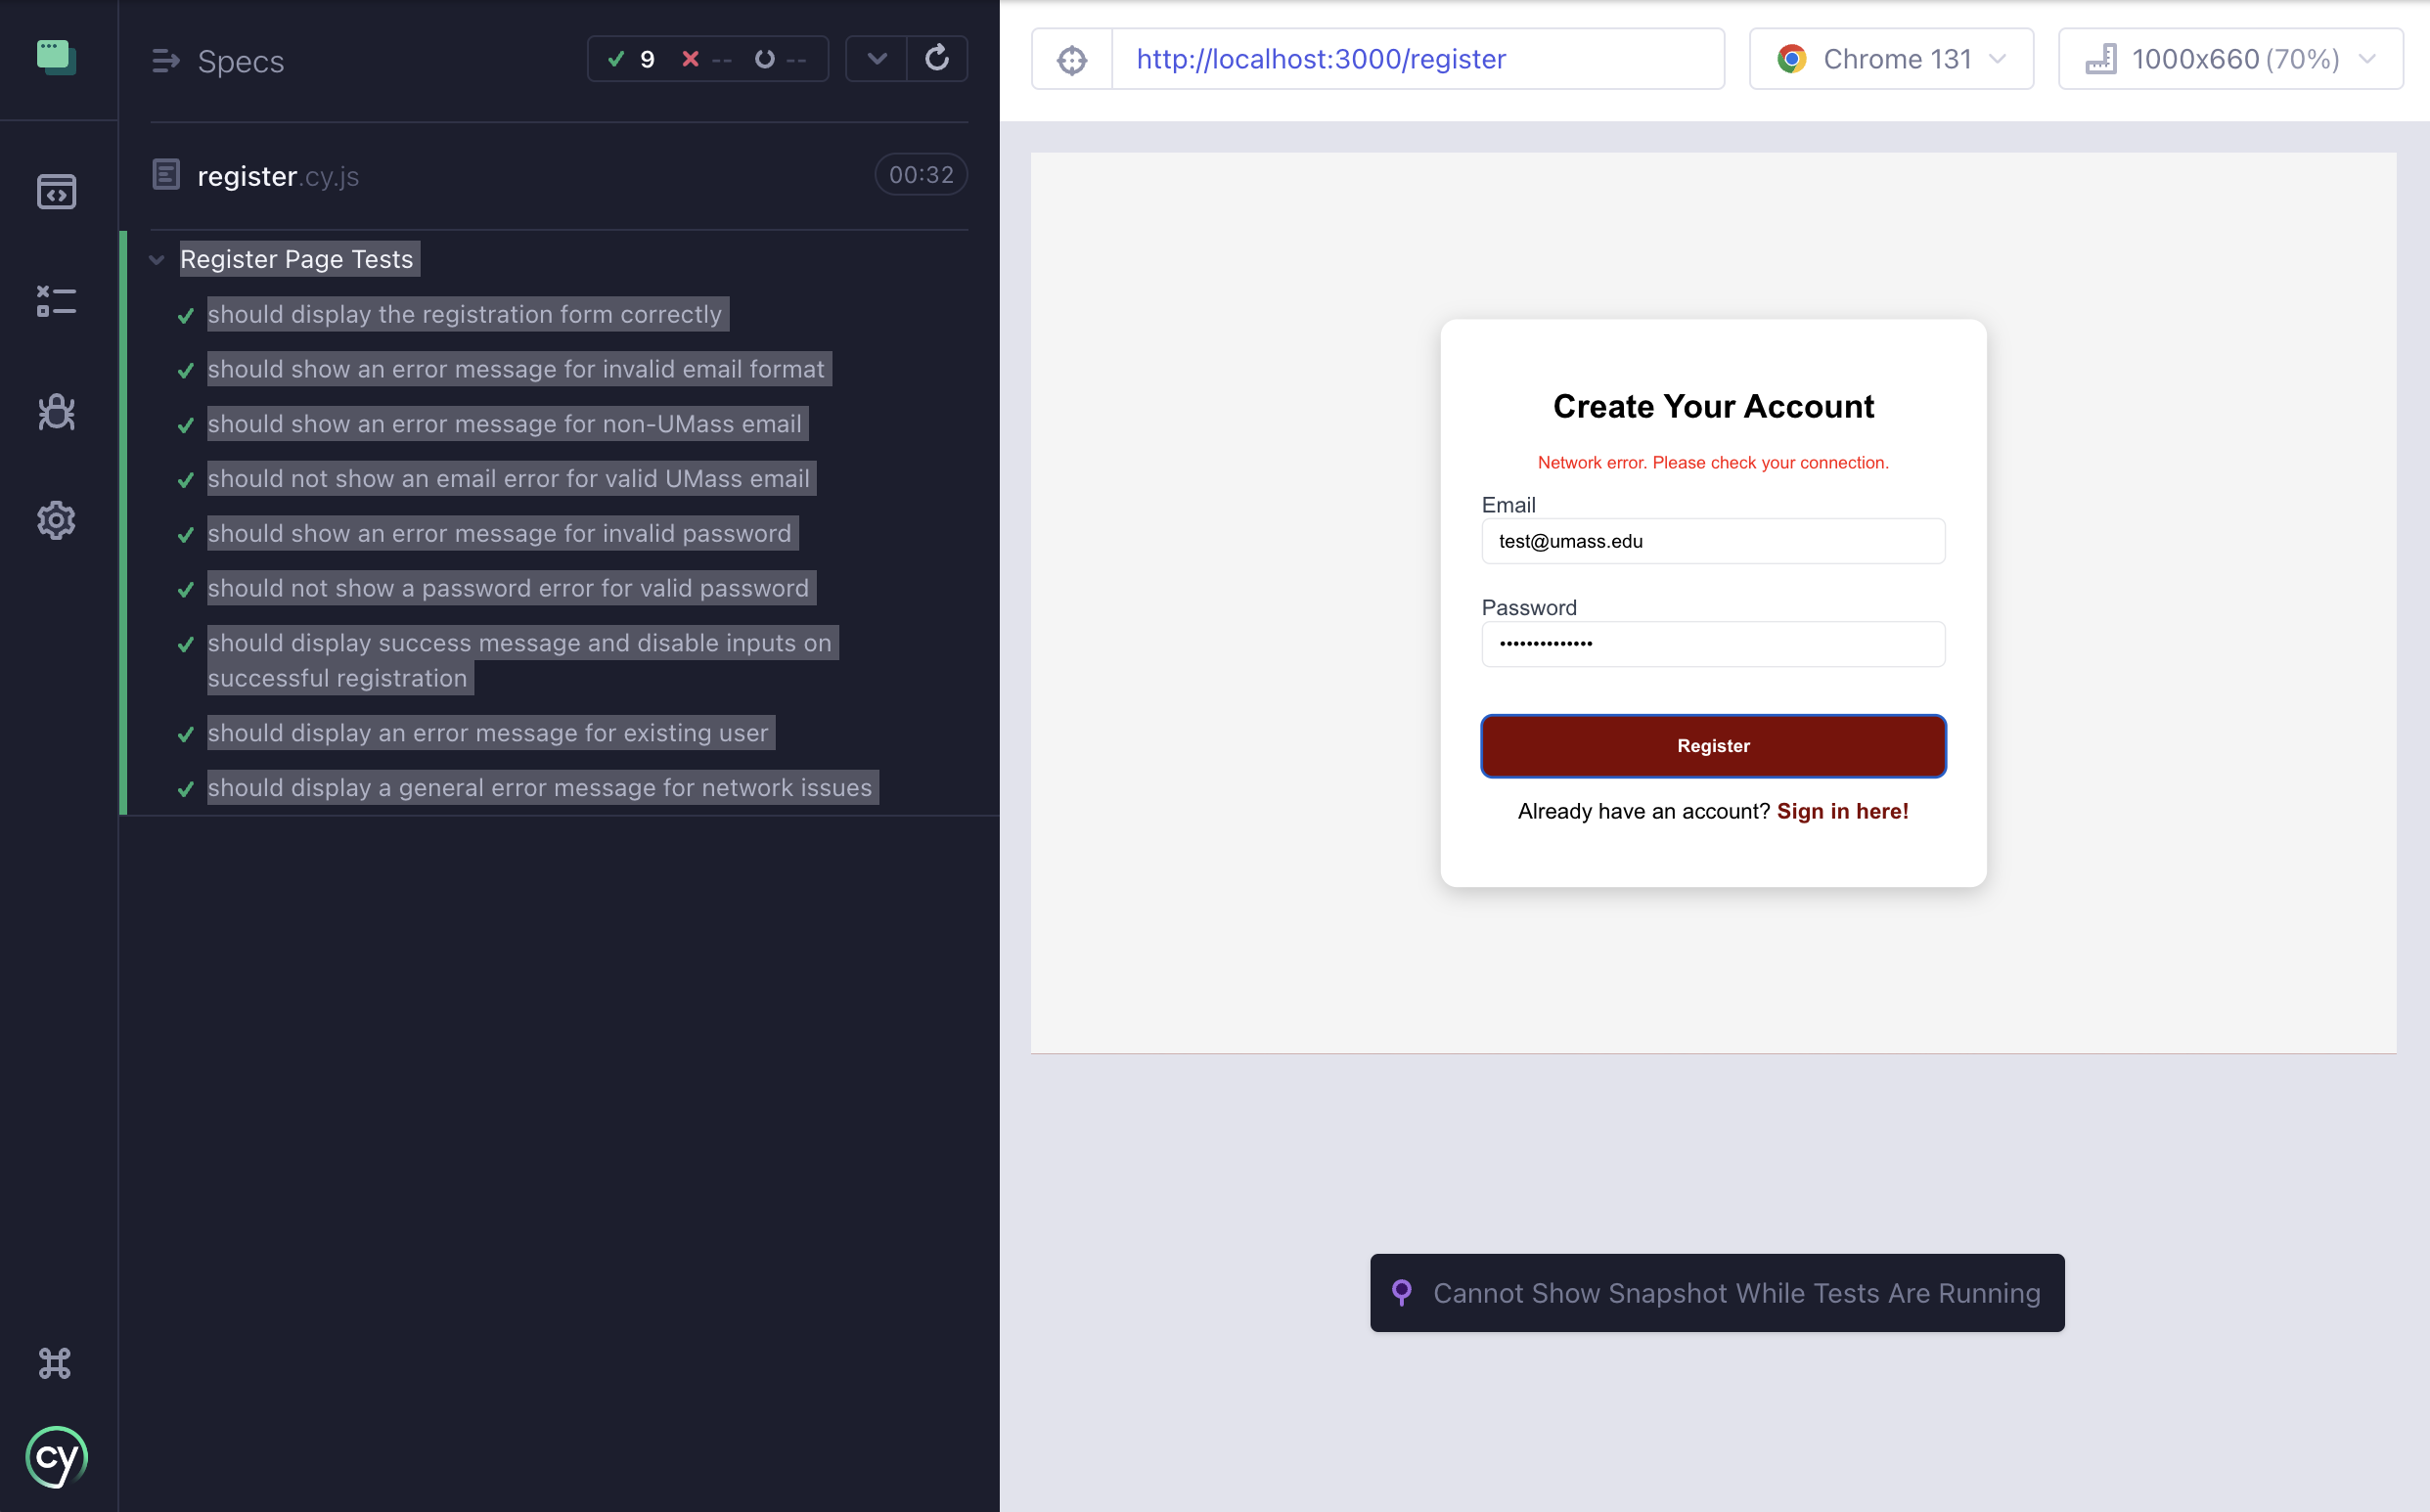 Specs
9 -- --
register.cy.js
00:32
Register Page Tests
should display the registration form correctly
should show an error message for invalid email format
should show an error message for non-UMass email
should not show an email error for valid UMass email
should show an error message for invalid password
should not show a password error for valid password
should display success message and disable inputs on
successful registration
should display an error message for existing user
should display a general error message for network issues
cy
http://localhost:3000/register
Chrome 131
1000x660 (70%)
Create Your Account
Network error. Please check your connection.
Email
test@umass.edu
Password
••••••••••••••
Register
Already have an account? Sign in here!
Cannot Show Snapshot While Tests Are Running